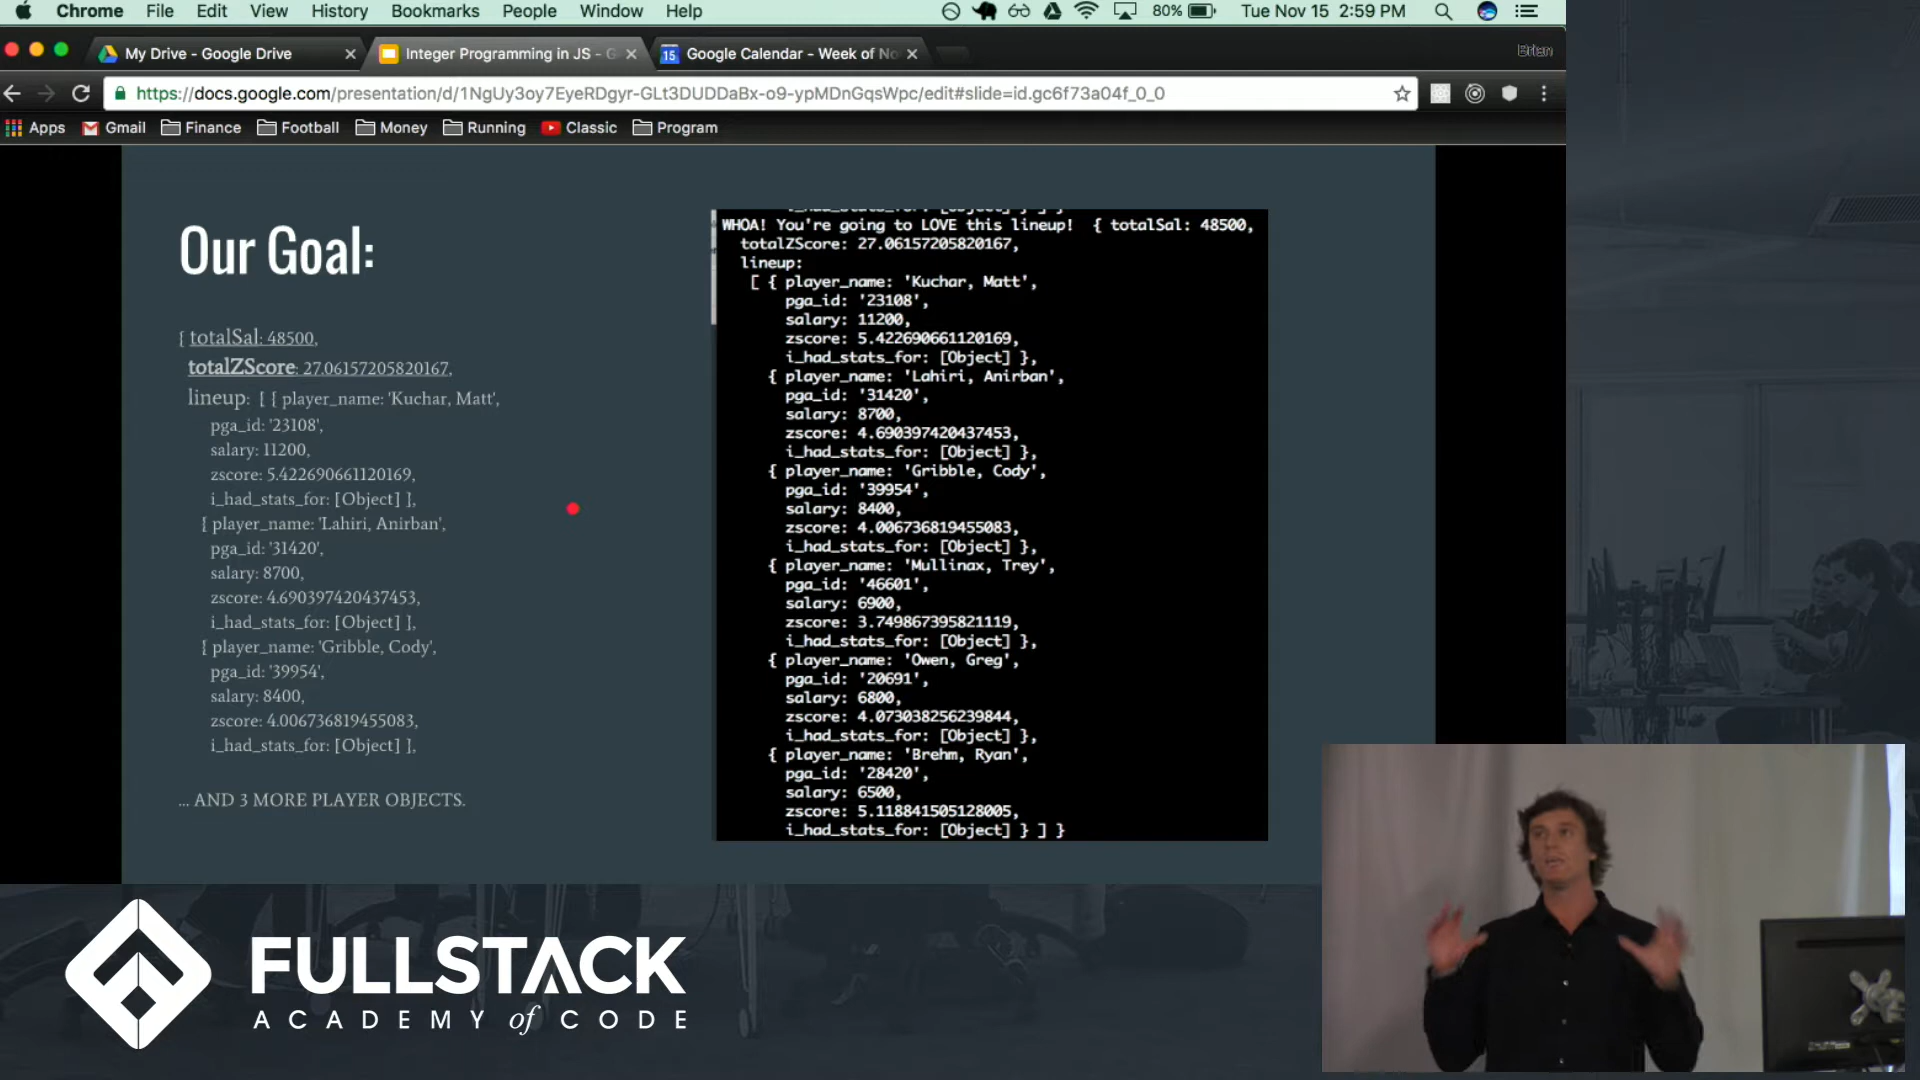 Chrome File Edit View History Bookmarks People Window Help 80% Tue Nov 15 2:59 PM
My Drive - Google Drive Integer Programming in JS - G 15 Google Calendar - Week of No Brian
https://docs.google.com/presentation/d/1NgUy3oy7EyeRDgyr-GLt3DUDDaBx-o9-ypMDnGqsWpc/edit#slide=id.gc6f73a04f_0_0
Apps Gmail Finance Football Money Running Classic Program
Our Goal:
{ totalSal: 48500,
totalZScore: 27.06157205820167,
lineup: [ { player_name: 'Kuchar, Matt',
pga_id: '23108',
salary: 11200,
zscore: 5.422690661120169,
i_had_stats_for: [Object] },
{ player_name: 'Lahiri, Anirban',
pga_id: '31420',
salary: 8700,
zscore: 4.690397420437453,
i_had_stats_for: [Object] },
{ player_name: 'Gribble, Cody',
pga_id: '39954',
salary: 8400,
zscore: 4.006736819455083,
i_had_stats_for: [Object] },
... AND 3 MORE PLAYER OBJECTS.
i_had_stats_for: [Object] } ] }
WHOA! You're going to LOVE this lineup! { totalSal: 48500,
totalZScore: 27.06157205820167,
lineup:
[ { player_name: 'Kuchar, Matt',
pga_id: '23108',
salary: 11200,
zscore: 5.422690661120169,
i_had_stats_for: [Object] },
{ player_name: 'Lahiri, Anirban',
pga_id: '31420',
salary: 8700,
zscore: 4.690397420437453,
i_had_stats_for: [Object] },
{ player_name: 'Gribble, Cody',
pga_id: '39954',
salary: 8400,
zscore: 4.006736819455083,
i_had_stats_for: [Object] },
{ player_name: 'Mullinax, Trey',
pga_id: '46601',
salary: 6900,
zscore: 3.749867395821119,
i_had_stats_for: [Object] },
{ player_name: 'Owen, Greg',
pga_id: '20691',
salary: 6800,
zscore: 4.073038256239844,
i_had_stats_for: [Object] },
{ player_name: 'Brehm, Ryan',
pga_id: '28420',
salary: 6500,
zscore: 5.118841505128005,
i_had_stats_for: [Object] } ] }
FULLSTACK
ACADEMY of CODE